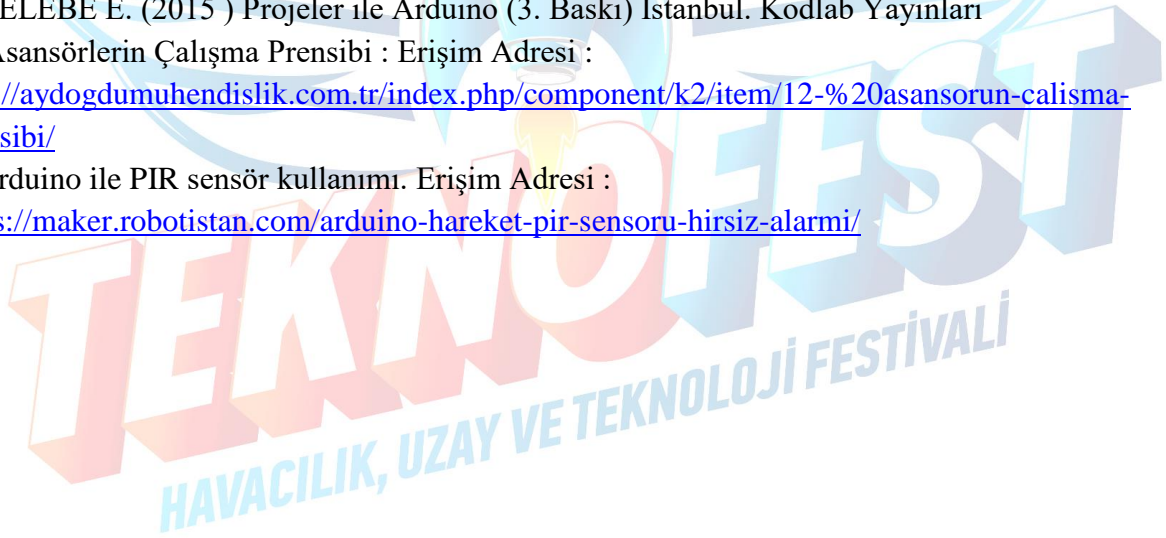 ELEBE E. (2015 ) Projeler ile Arduino (3. Baskı) İstanbul. Kodlab Yayınları
Asansörlerin Çalışma Prensibi : Erişim Adresi :
://aydogdumuhendislik.com.tr/index.php/component/k2/item/12-%20asansorun-calisma-
sibi/
rduino ile PIR sensör kullanımı. Erişim Adresi :
s://maker.robotistan.com/arduino-hareket-pir-sensoru-hirsiz-alarmi/
TEKNOFEST
HAVACILIK, UZAY VE TEKNOLOJİ FESTİVALİ